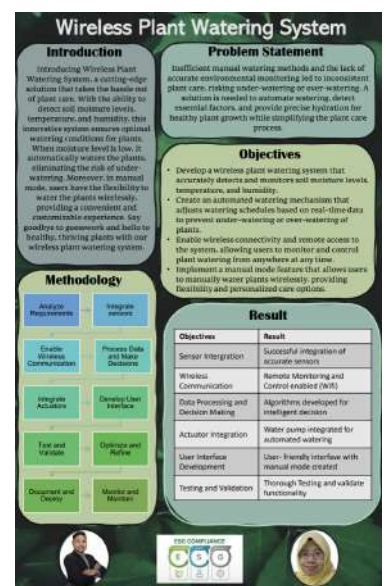 Wireless Plant Watering System
Introduction
Introducing Wireless Plant
Watering System, a cutting-edge
solution that takes the hassle out
of plant care. With the ability to
detect soil moisture levels,
temperature, and humidity, this
innovative system ensures optimal
watering conditions for plants.
When moisture level is low, it
automatically waters the plants,
eliminating the risk of under-
watering. Moreover, in manual
mode, users have the flexibility to
water the plants wirelessly,
providing a convenient and
customizable experience. Say
goodbye to guesswork and hello to
healthy, thriving plants with our
wireless plant watering system.
Problem Statement
Insufficient manual watering methods and the lack of
accurate environmental monitoring led to inconsistent
plant care, risking under-watering or over-watering. A
solution is needed to automate watering, detect
essential factors, and provide precise hydration for
healthy plant growth while simplifying the plant care
process.
Objectives
• Develop a wireless plant watering system that
accurately detects and monitors soil moisture levels,
temperature, and humidity.
• Create an automated watering mechanism that
adjusts watering schedules based on real-time data
to prevent under-watering or over-watering of
plants.
• Enable wireless connectivity and remote access to
the system, allowing users to monitor and control
plant watering from anywhere at any time.
• Implement a manual mode feature that allows users
to manually water plants wirelessly, providing
flexibility and personalized care options.
Methodology
Analyze
Requirements
Integrate
sensors
Enable
Wireless
Communication
Process Data
and Make
Decisions
Integrate
Actuators
Develop User
Interface
Test and
Validate
Optimize and
Refine
Document and
Deploy
Monitor and
Maintain
Result
Objectives Result
Sensor Intergration Successful integration of
accurate sensors
Wireless
Communication
Remote Monitoring and
Control enabled (Wifi)
Data Processing and
Decision Making
Algorithms developed for
intelligent decision
Actuator Integration Water pump integrated for
automated watering
User Interface
Development
User- friendly interface with
manual mode created
Testing and Validation Thorough Testing and validate
functionality
ESG COMPLIANCE
E S G